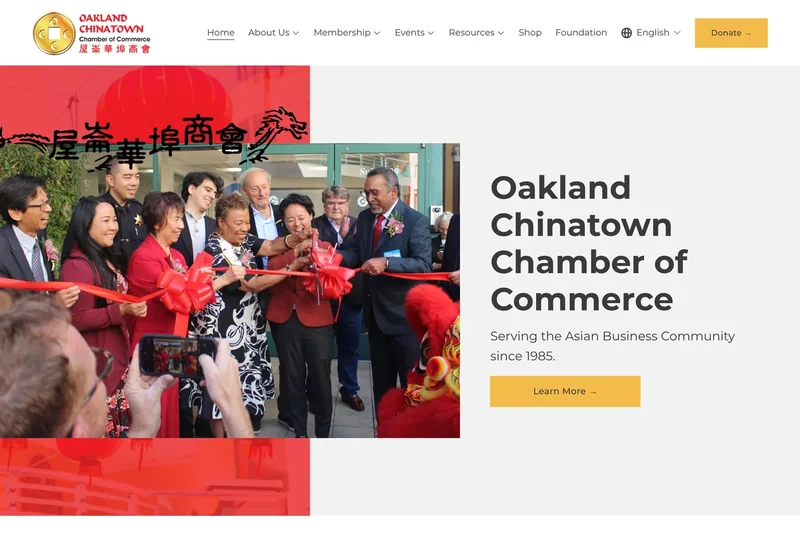 OAKLAND
CHINATOWN
Chamber of Commerce
屋崙華埠商會
Home
About Us
Membership
Events
Resources
Shop
Foundation
English
Donate →
屋崙華埠商會
Oakland
Chinatown
Chamber of
Commerce
Serving the Asian Business Community
since 1985.
Learn More →